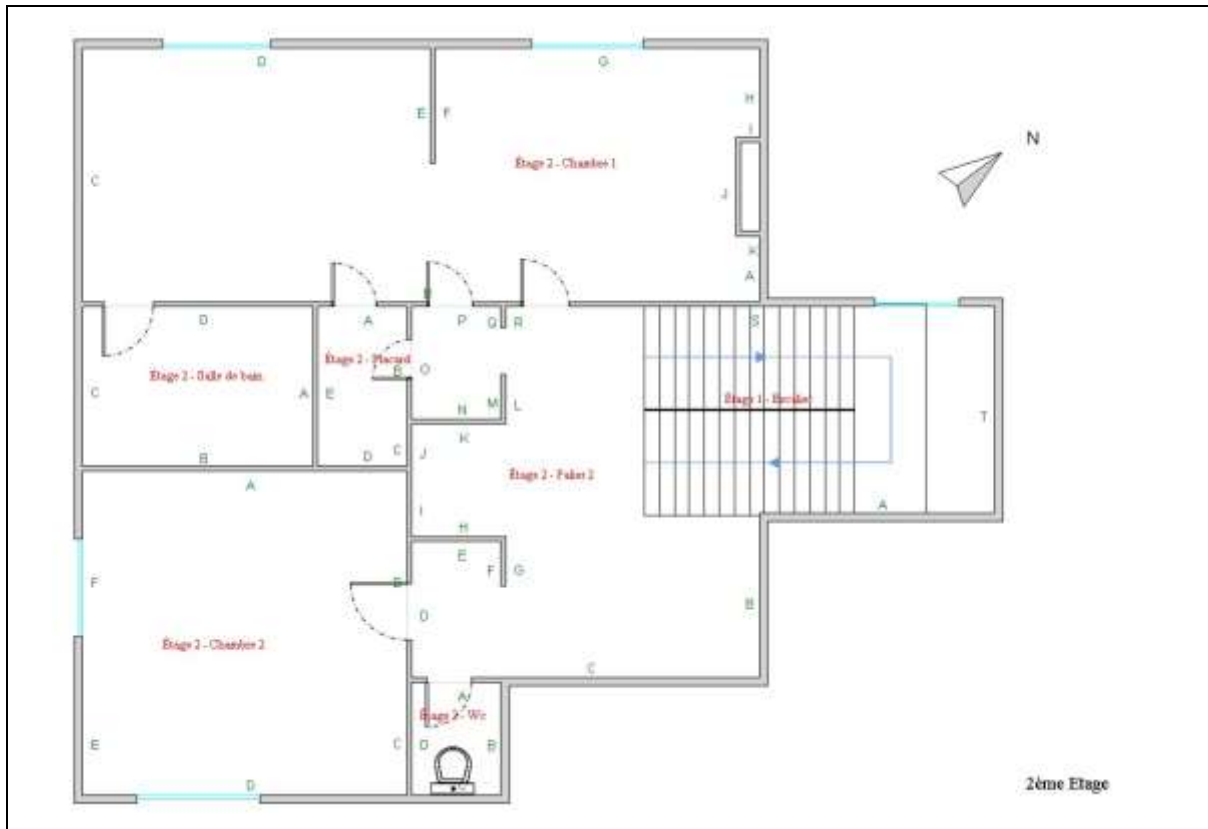 D
G
E
F
H
I
N
Étage 2 - Chambre 1
C
J
K
A
D
A
P
Q
R
S
Étage 2 - Placard
Étage 2 - Salle de bain
B
O
C
A
E
N
M
L
Étage 1 - Escalier
T
K
B
D
C
J
Étage 2 - Palier 2
A
I
A
H
E
F
G
F
B
D
B
Étage 2 - Chambre 2
C
A
Étage 2 - Wc
E
C
D
B
D
2ème Etage